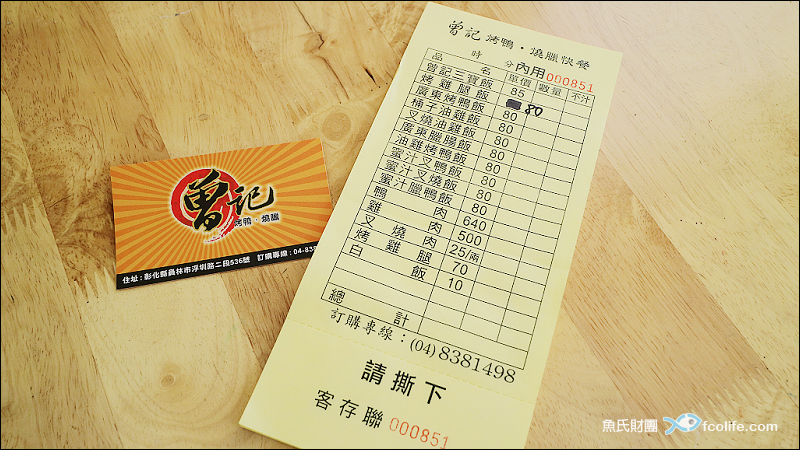 曾記 烤鴨・燒臘快餐
時 分 內用 000851
品 名 單價 數量 不汁
曾記三寶飯 85
烤雞腿飯 80
廣東烤鴨飯 80
桶子油雞飯 80
叉燒油雞飯 80
廣東臘腸飯 80
油雞烤鴨飯 80
蜜汁叉鴨飯 80
蜜汁叉燒飯 80
蜜汁臘鴨飯 80
鴨 肉 640
雞 肉 500
叉燒肉 25/兩
烤雞腿 70
白 飯 10
總 計
訂購專線:(04)8381498
請撕下
客存聯 000851
曾記
烤鴨・燒臘
住址:彰化縣員林市浮圳路二段536號 訂購專線:04-83
魚氏財團 fcolife.com